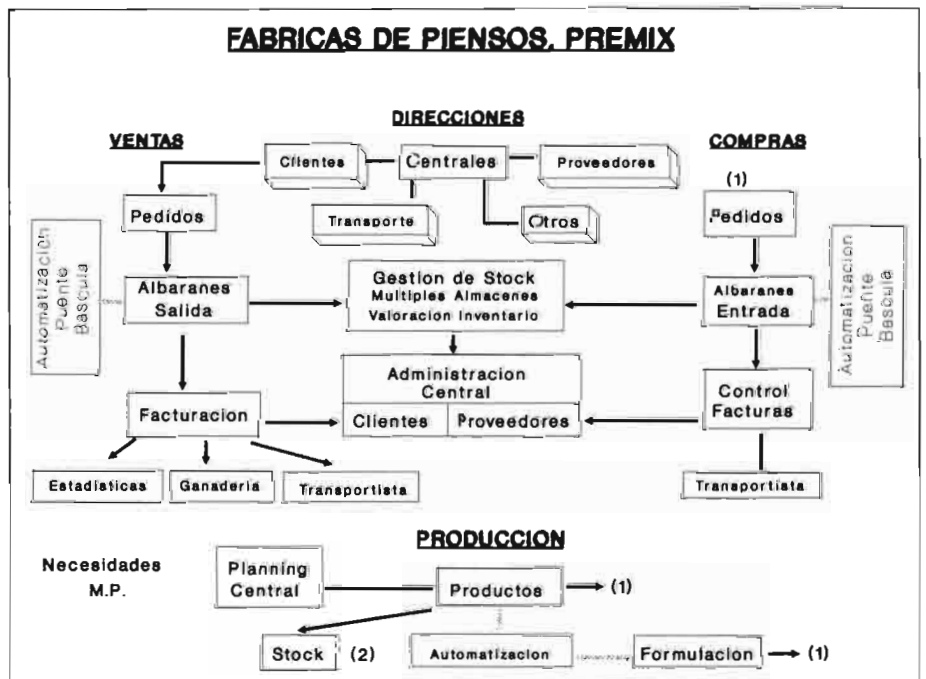 FABRICAS DE PIENSOS, PREMIX
DIRECCIONES
VENTAS
COMPRAS
Clientes
Centrales
Proveedores
(1)
Pedidos
Transporte
Otros
Pedidos
Automatizacion
Puente
Bascula
Albaranes
Salida
Gestion de Stock
Multiples Almacenes
Valoracion Inventario
Albaranes
Entrada
Automatizacion
Puente
Bascula
Administracion
Central
Clientes
Proveedores
Facturacion
Control
Facturas
Estadisticas
Ganaderia
Transportista
Transportista
PRODUCCION
Necesidades
M.P.
Planning
Central
Productos
(1)
Stock
(2)
Automatizacion
Formulacion
(1)